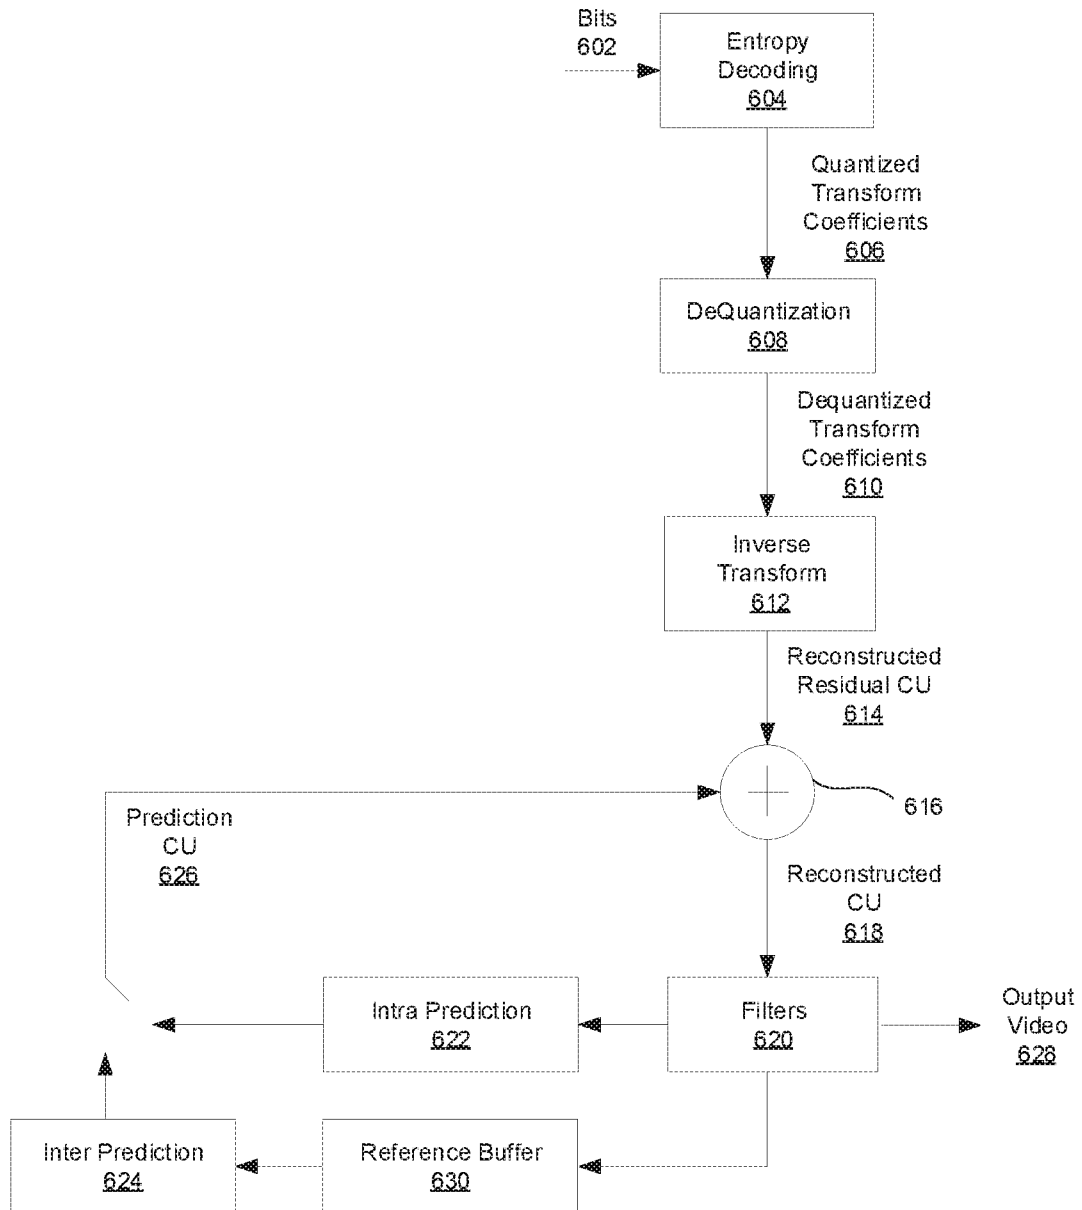 Bits
602
Entropy
Decoding
604
Quantized
Transform
Coefficients
606
DeQuantization
608
Dequantized
Transform
Coefficients
610
Inverse
Transform
612
Reconstructed
Residual CU
614
616
Prediction
CU
626
Reconstructed
CU
618
Intra Prediction
622
Filters
620
Output
Video
628
Inter Prediction
624
Reference Buffer
630